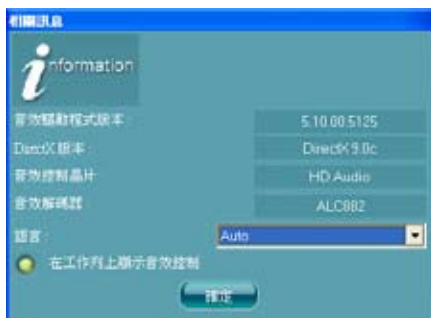 相關訊息
information
音效驅動程式版本 5.10.00.5125
DirectX 版本 DirectX 9.0c
音效控制晶片 HD Audio
音效解碼器 ALC882
語言 Auto
在工作列上顯示音效控制
確定